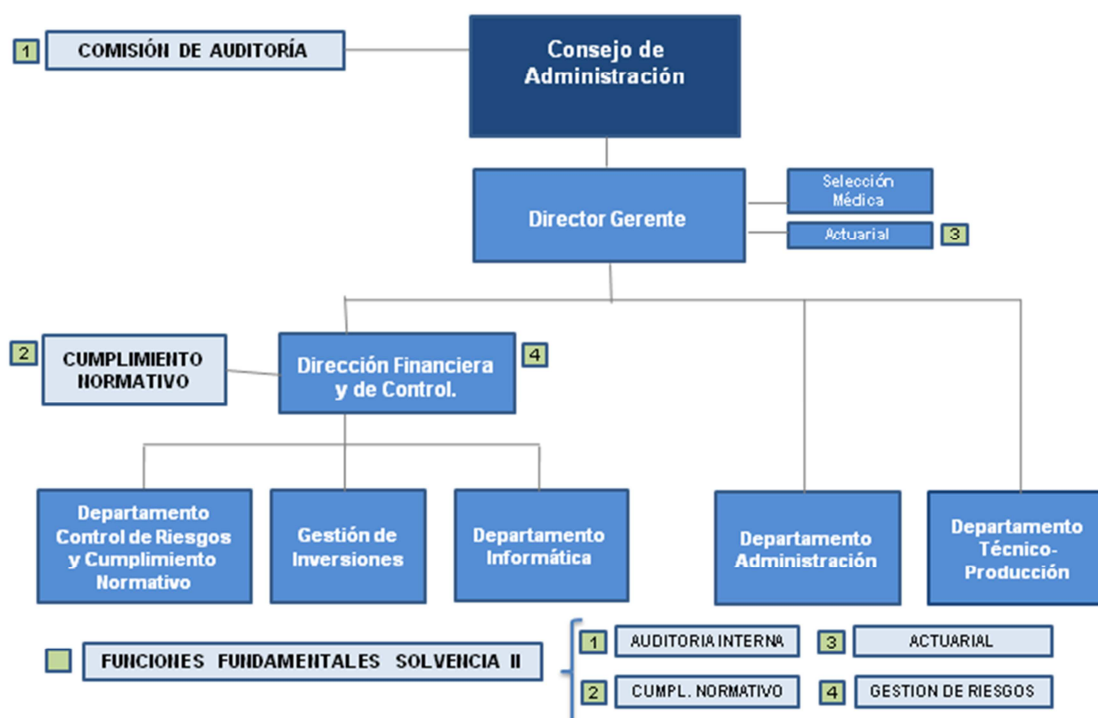 1
COMISIÓN DE AUDITORÍA
Consejo de
Administración
Director Gerente
Selección
Médica
Actuarial
3
2
CUMPLIMIENTO
NORMATIVO
Dirección Financiera
y de Control.
4
Departamento
Control de Riesgos
y Cumplimiento
Normativo
Gestión de
Inversiones
Departamento
Informática
Departamento
Administración
Departamento
Técnico-
Producción
FUNCIONES FUNDAMENTALES SOLVENCIA II
1
AUDITORIA INTERNA
3
ACTUARIAL
2
CUMPL. NORMATIVO
4
GESTION DE RIESGOS